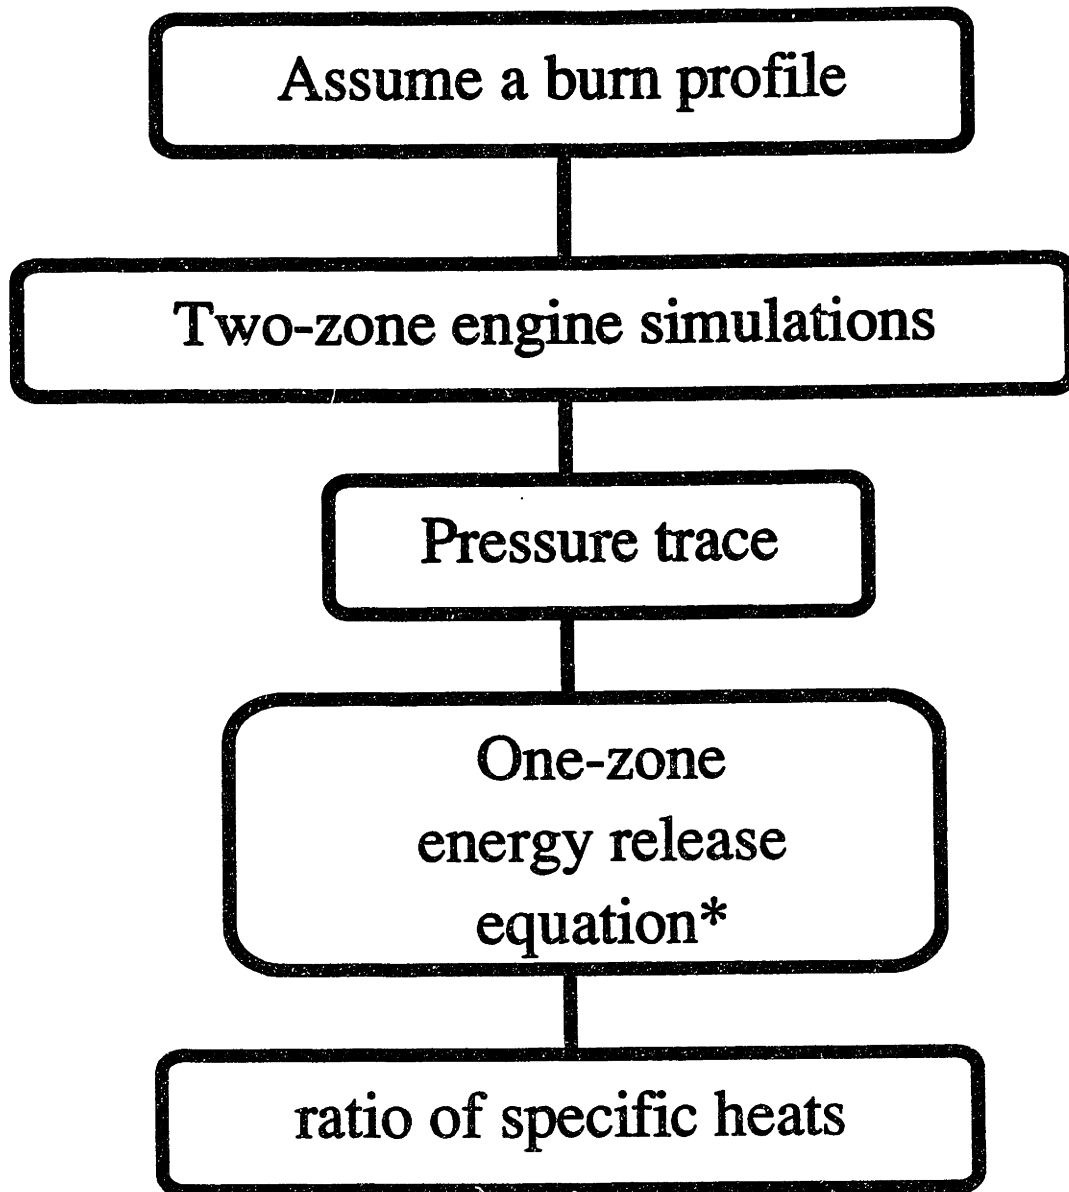 Assume a burn profile
Two-zone engine simulations
Pressure trace
One-zone
energy release
equation*
ratio of specific heats